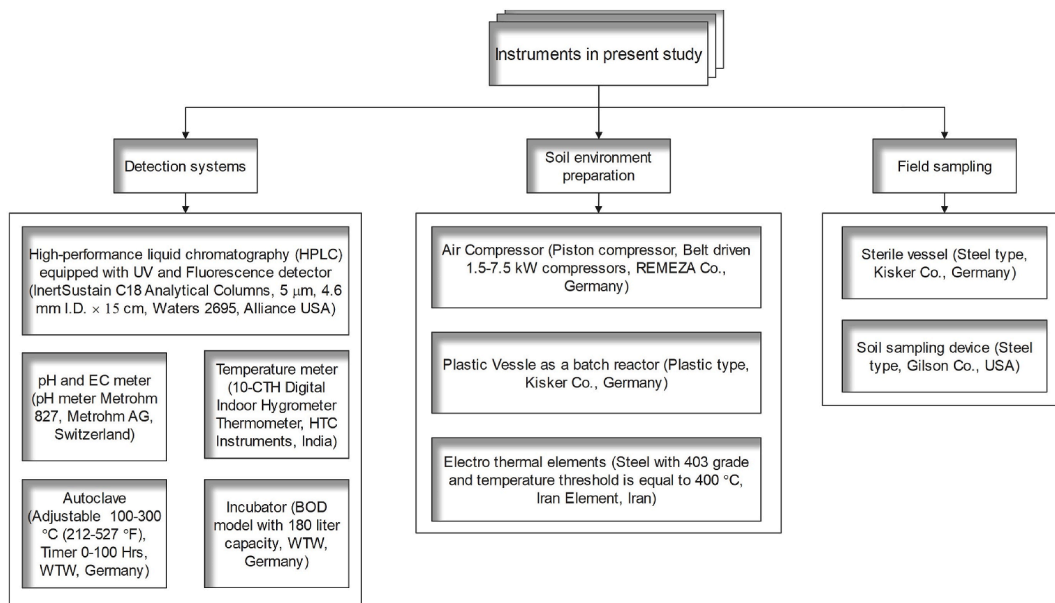 Instruments in present study
Detection systems
High-performance liquid chromatography (HPLC)
equipped with UV and Fluorescence detector
(InertSustain C18 Analytical Columns, 5 μm, 4.6
mm I.D. × 15 cm, Waters 2695, Alliance USA)
pH and EC meter
(pH meter Metrohm
827, Metrohm AG,
Switzerland)
Temperature meter
(10-CTH Digital
Indoor Hygrometer
Thermometer, HTC
Instruments, India)
Autoclave
(Adjustable 100-300
°C (212-527 °F),
Timer 0-100 Hrs,
WTW, Germany)
Incubator (BOD
model with 180 liter
capacity, WTW,
Germany)
Soil environment
preparation
Air Compressor (Piston compressor, Belt driven
1.5-7.5 kW compressors, REMEZA Co.,
Germany)
Plastic Vessle as a batch reactor (Plastic type,
Kisker Co., Germany)
Electro thermal elements (Steel with 403 grade
and temperature threshold is equal to 400 °C,
Iran Element, Iran)
Field sampling
Sterile vessel (Steel type,
Kisker Co., Germany)
Soil sampling device (Steel
type, Gilson Co., USA)